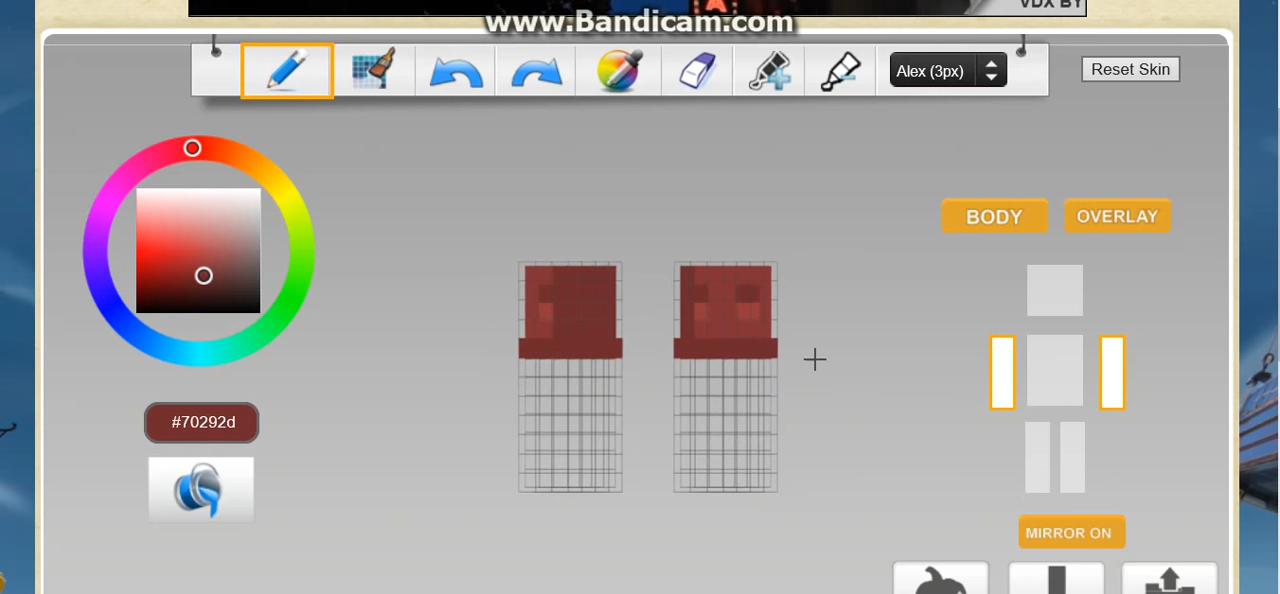 VDX BY
www.Bandicam.com
Alex (3px)
Reset Skin
BODY
OVERLAY
#70292d
MIRROR ON